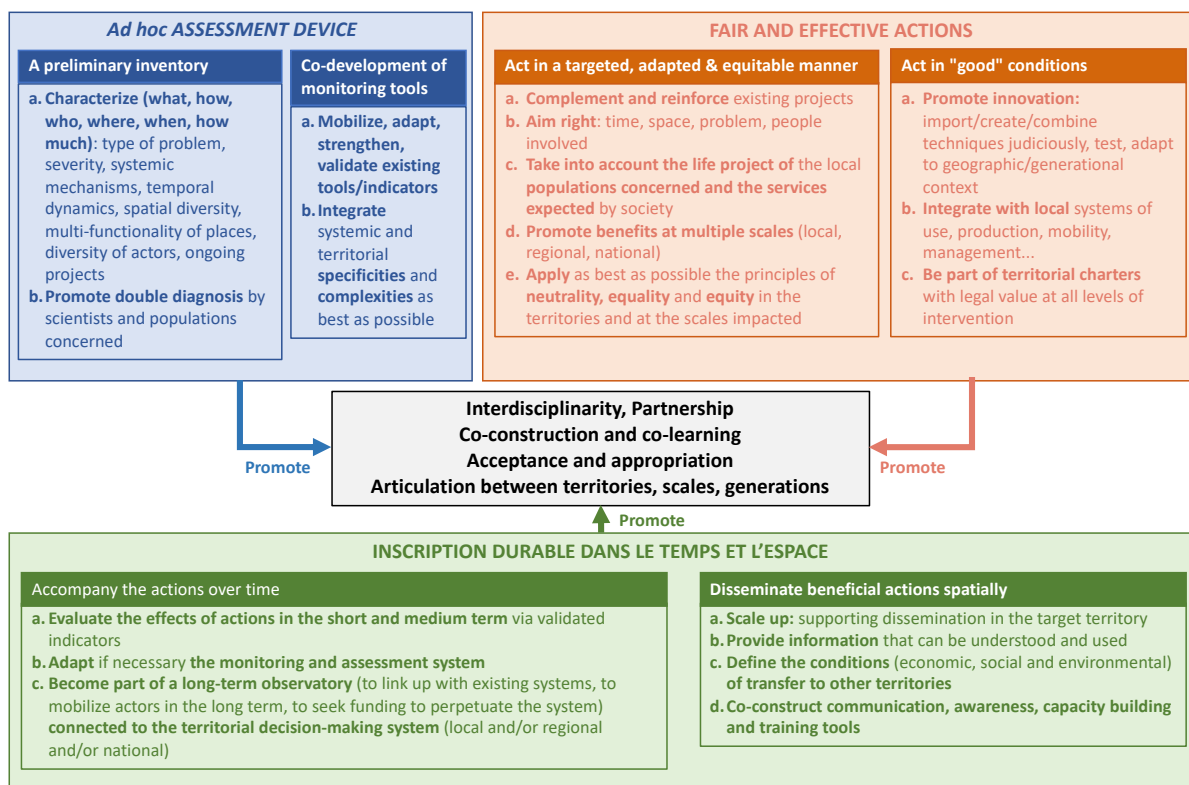 Ad hoc ASSESSMENT DEVICE
A preliminary inventory
a. Characterize (what, how,
who, where, when, how
much): type of problem,
severity, systemic
mechanisms, temporal
dynamics, spatial diversity,
multi-functionality of places,
diversity of actors, ongoing
projects
b. Promote double diagnosis by
scientists and populations
concerned
Co-development of
monitoring tools
a. Mobilize, adapt,
strengthen,
validate existing
tools/indicators
b. Integrate
systemic and
territorial
specificities and
complexities as
best as possible
FAIR AND EFFECTIVE ACTIONS
Act in a targeted, adapted & equitable manner
a. Complement and reinforce existing projects
b. Aim right: time, space, problem, people
involved
c. Take into account the life project of the local
populations concerned and the services
expected by society
d. Promote benefits at multiple scales (local,
regional, national)
e. Apply as best as possible the principles of
neutrality, equality and equity in the
territories and at the scales impacted
Act in "good" conditions
a. Promote innovation:
import/create/combine
techniques judiciously, test, adapt
to geographic/generational
context
b. Integrate with local systems of
use, production, mobility,
management...
c. Be part of territorial charters
with legal value at all levels of
intervention
Promote
Interdisciplinarity, Partnership
Co-construction and co-learning
Acceptance and appropriation
Articulation between territories, scales, generations
Promote
Promote
INSCRIPTION DURABLE DANS LE TEMPS ET L’ESPACE
Accompany the actions over time
a. Evaluate the effects of actions in the short and medium term via validated
indicators
b. Adapt if necessary the monitoring and assessment system
c. Become part of a long-term observatory (to link up with existing systems, to
mobilize actors in the long term, to seek funding to perpetuate the system)
connected to the territorial decision-making system (local and/or regional
and/or national)
Disseminate beneficial actions spatially
a. Scale up: supporting dissemination in the target territory
b. Provide information that can be understood and used
c. Define the conditions (economic, social and environmental)
of transfer to other territories
d. Co-construct communication, awareness, capacity building
and training tools